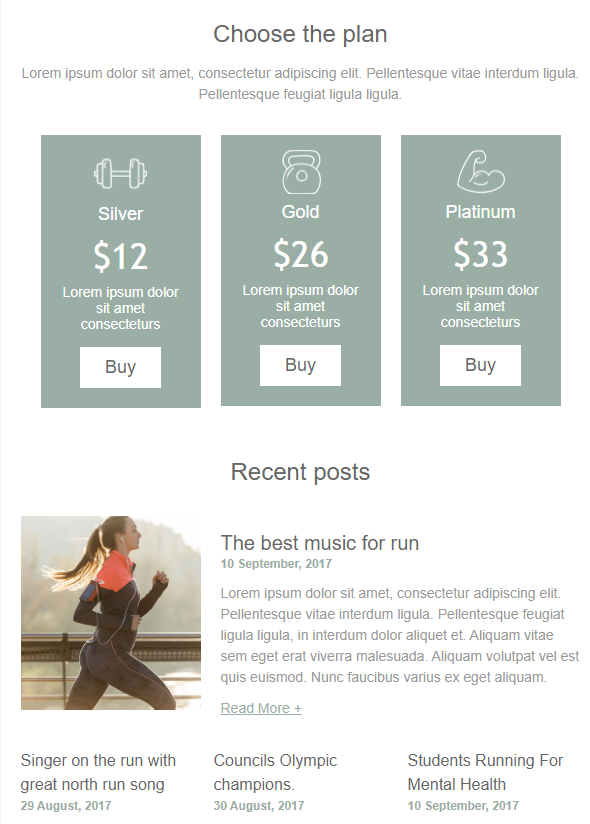 Choose the plan
Lorem ipsum dolor sit amet, consectetur adipiscing elit. Pellentesque vitae interdum ligula.
Pellentesque feugiat ligula ligula.
Silver
$12
Lorem ipsum dolor
sit amet
consecteturs
Buy
Gold
$26
Lorem ipsum dolor
sit amet
consecteturs
Buy
Platinum
$33
Lorem ipsum dolor
sit amet
consecteturs
Buy
Recent posts
The best music for run
10 September, 2017
Lorem ipsum dolor sit amet, consectetur adipiscing elit.
Pellentesque vitae interdum ligula. Pellentesque feugiat
ligula ligula, in interdum dolor aliquet et. Aliquam vitae
sem eget erat viverra malesuada. Aliquam volutpat vel est
quis euismod. Nunc faucibus varius ex eget aliquam.
Read More +
Singer on the run with
great north run song
29 August, 2017
Councils Olympic
champions.
30 August, 2017
Students Running For
Mental Health
10 September, 2017